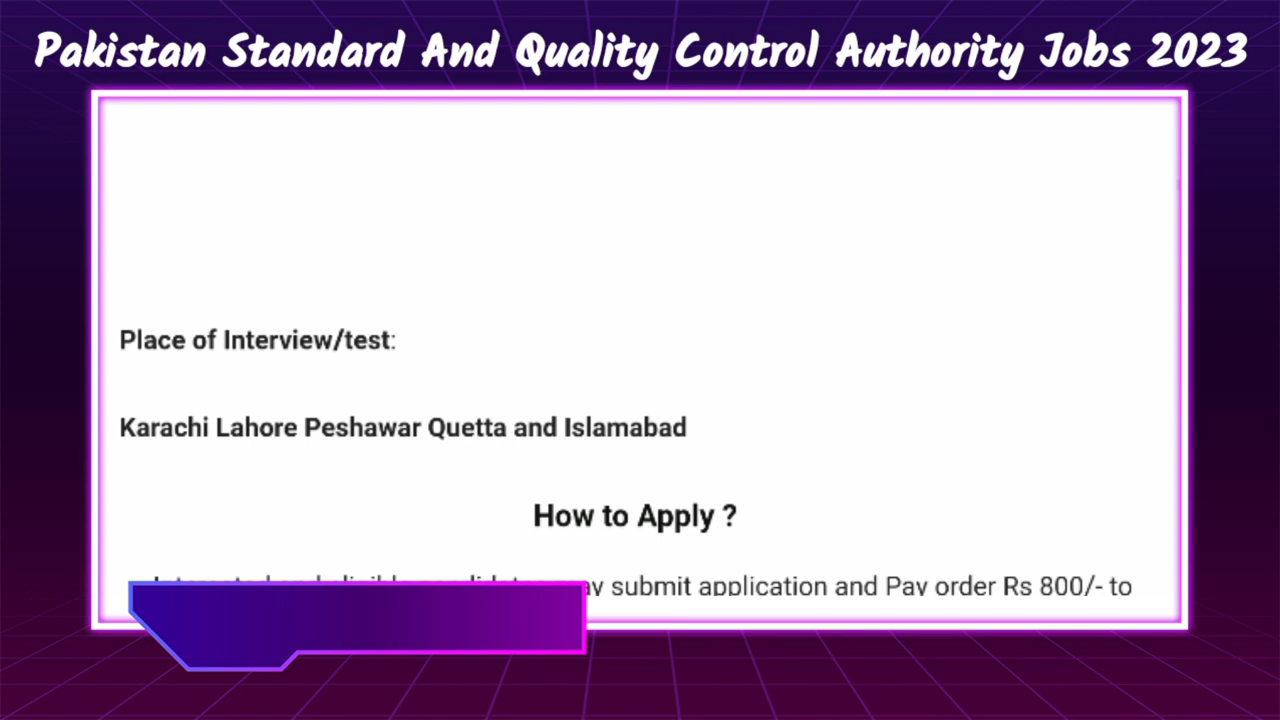 Pakistan Standard And Quality Control Authority Jobs 2023
Place of Interview/test:
Karachi Lahore Peshawar Quetta and Islamabad
How to Apply ?
submit application and Pay order Rs 800/- to